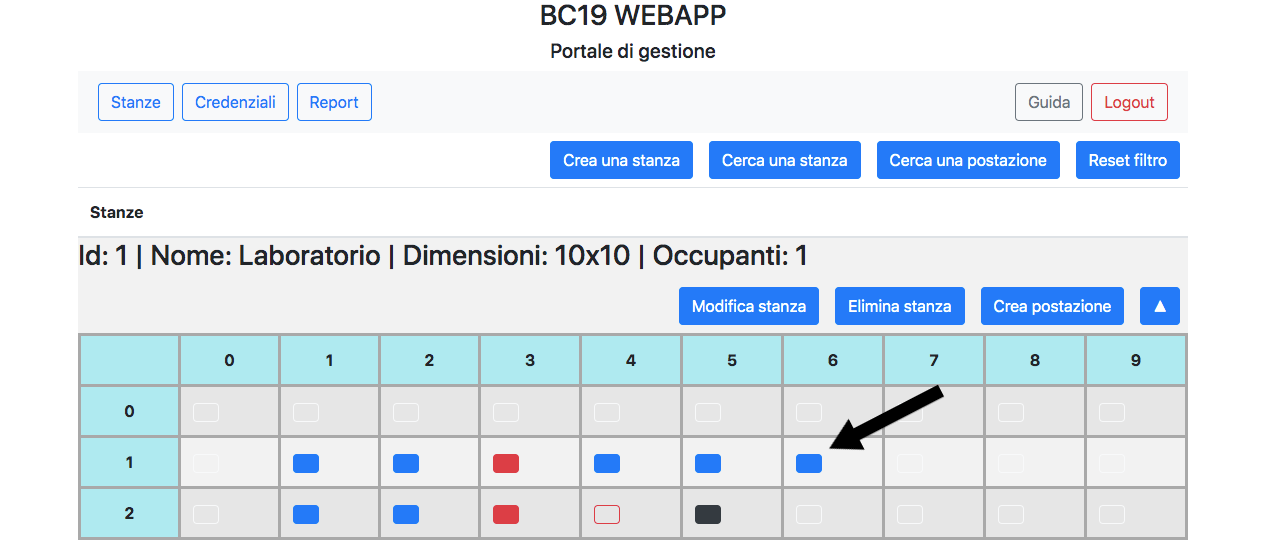 BC19 WEBAPP
Portale di gestione
Stanze Credenziali Report Guida Logout
Crea una stanza Cerca una stanza Cerca una postazione Reset filtro
Stanze
Id: 1 | Nome: Laboratorio | Dimensioni: 10x10 | Occupanti: 1
Modifica stanza Elimina stanza Crea postazione ▲
0 1 2 3 4 5 6 7 8 9
0
1
2